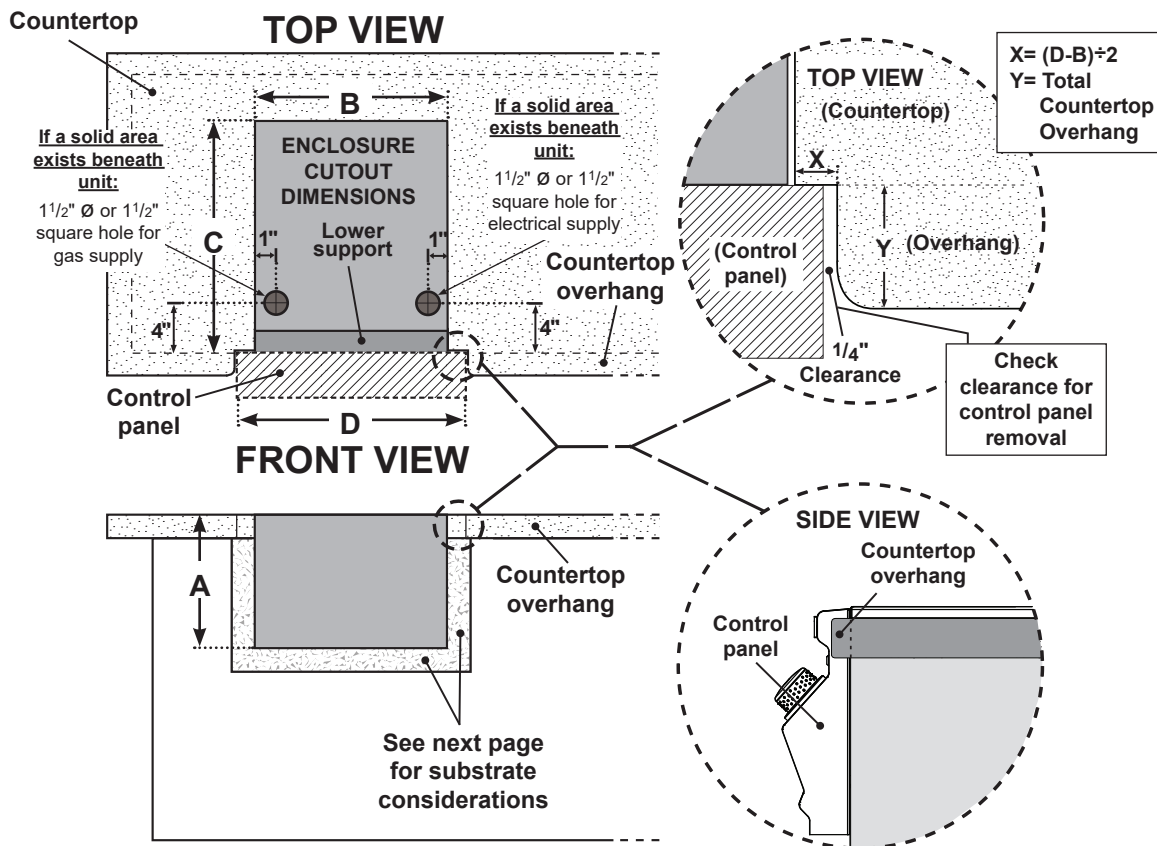 Countertop
TOP VIEW
B
If a solid area
exists beneath
unit:
1 1/2" Ø or 1 1/2"
square hole for
gas supply
ENCLOSURE
CUTOUT
DIMENSIONS
If a solid area
exists beneath
unit:
1 1/2" Ø or 1 1/2"
square hole for
electrical supply
C
1"
Lower
support
1"
4"
4"
Countertop
overhang
Control
panel
D
TOP VIEW
(Countertop)
X
(Control
panel)
Y
(Overhang)
1/4"
Clearance
X= (D-B)÷2
Y= Total
Countertop
Overhang
Check
clearance for
control panel
removal
FRONT VIEW
A
Countertop
overhang
See next page
for substrate
considerations
SIDE VIEW
Countertop
overhang
Control
panel